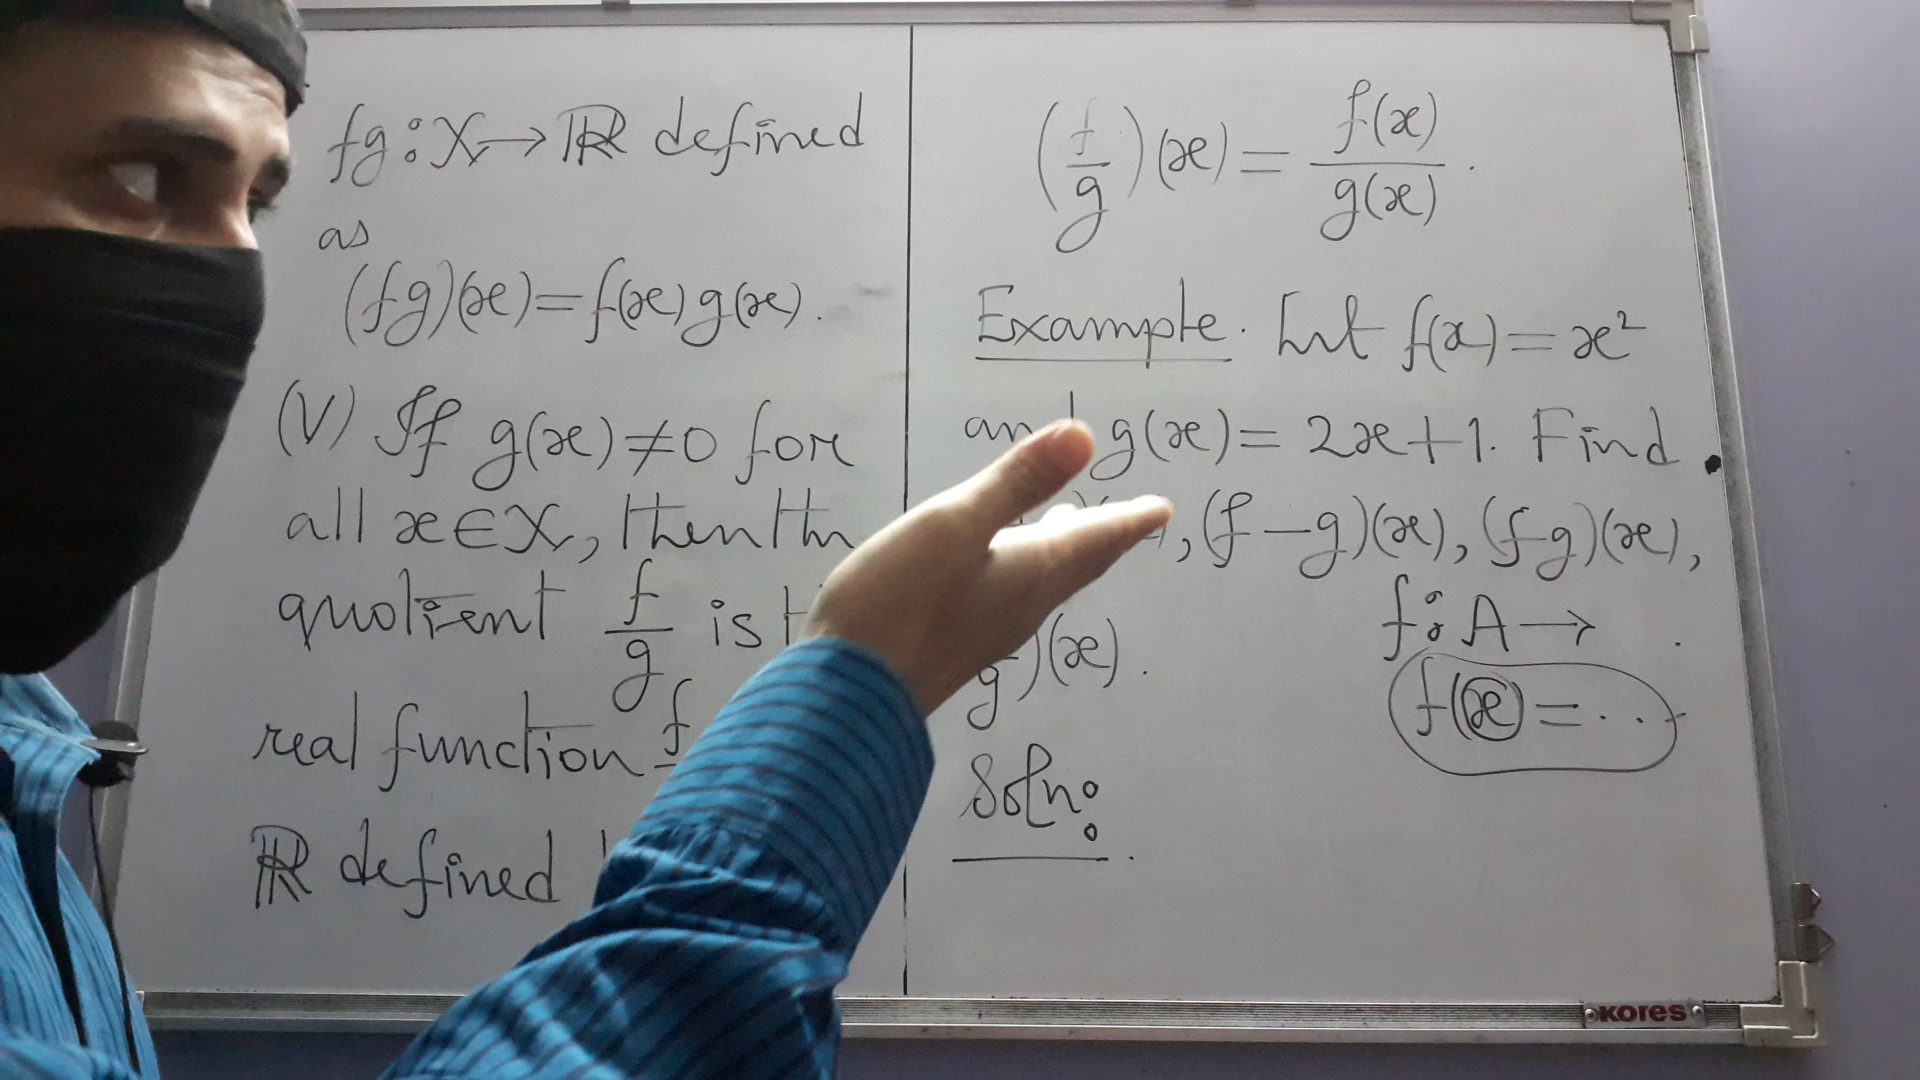 fg : X → ℝ defined
as
(fg)(x) = f(x) g(x).
(V) If g(x) ≠ 0 for
all x ∈ X, then
quotient f/g is
real function
ℝ defined
(f/g)(x) = f(x)/g(x).
Example. Let f(x) = x²
and g(x) = 2x+1. Find
, (f-g)(x), (fg)(x),
g)(x).
f : A →
f(x) = ...
Soln:
KORES